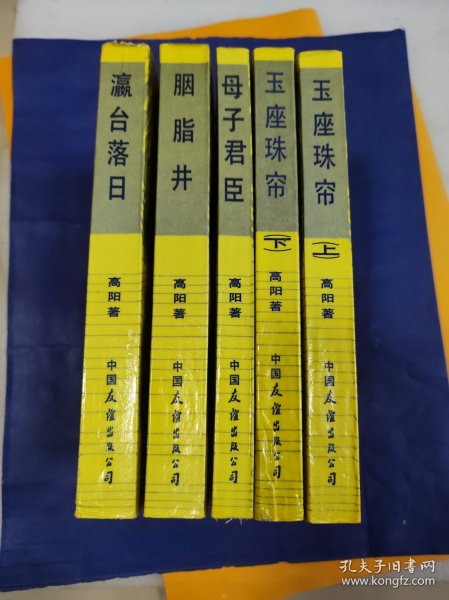 瀛台落日
高阳著
中国友谊出版公司
胭脂井
高阳著
中国友谊出版公司
母子君臣
高阳著
中国友谊出版公司
玉座珠帘
(下)
高阳著
中国友谊出版公司
玉座珠帘
(上)
高阳著
中国友谊出版公司
孔夫子旧书网
www.kongfz.com